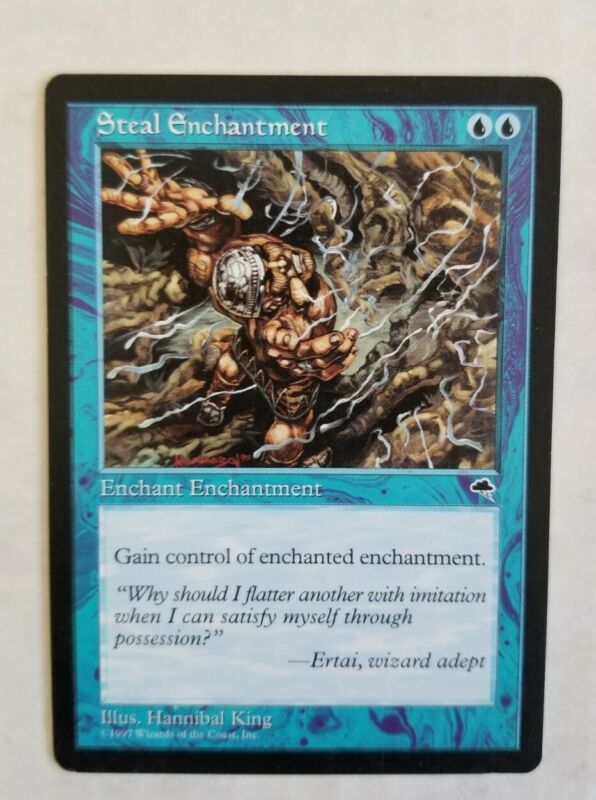 Steal Enchantment
Enchant Enchantment
Gain control of enchanted enchantment.
“Why should I flatter another with imitation
when I can satisfy myself through
possession?”
—Ertai, wizard adept
Illus. Hannibal King
©1997 Wizards of the Coast, Inc.